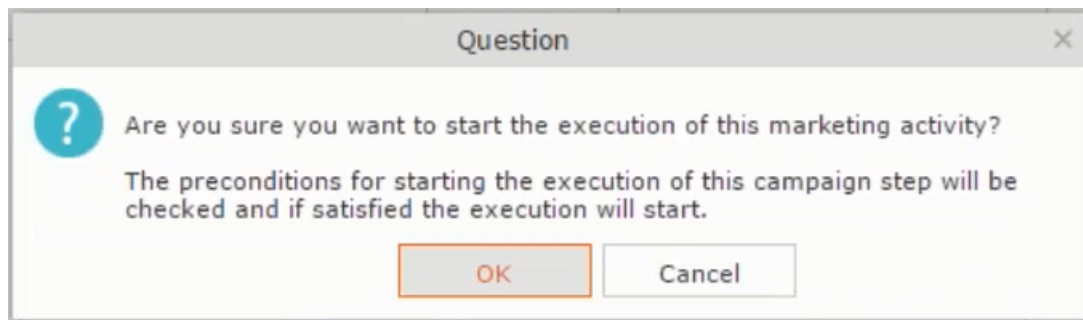 Question
Are you sure you want to start the execution of this marketing activity?
The preconditions for starting the execution of this campaign step will be
checked and if satisfied the execution will start.
OK Cancel